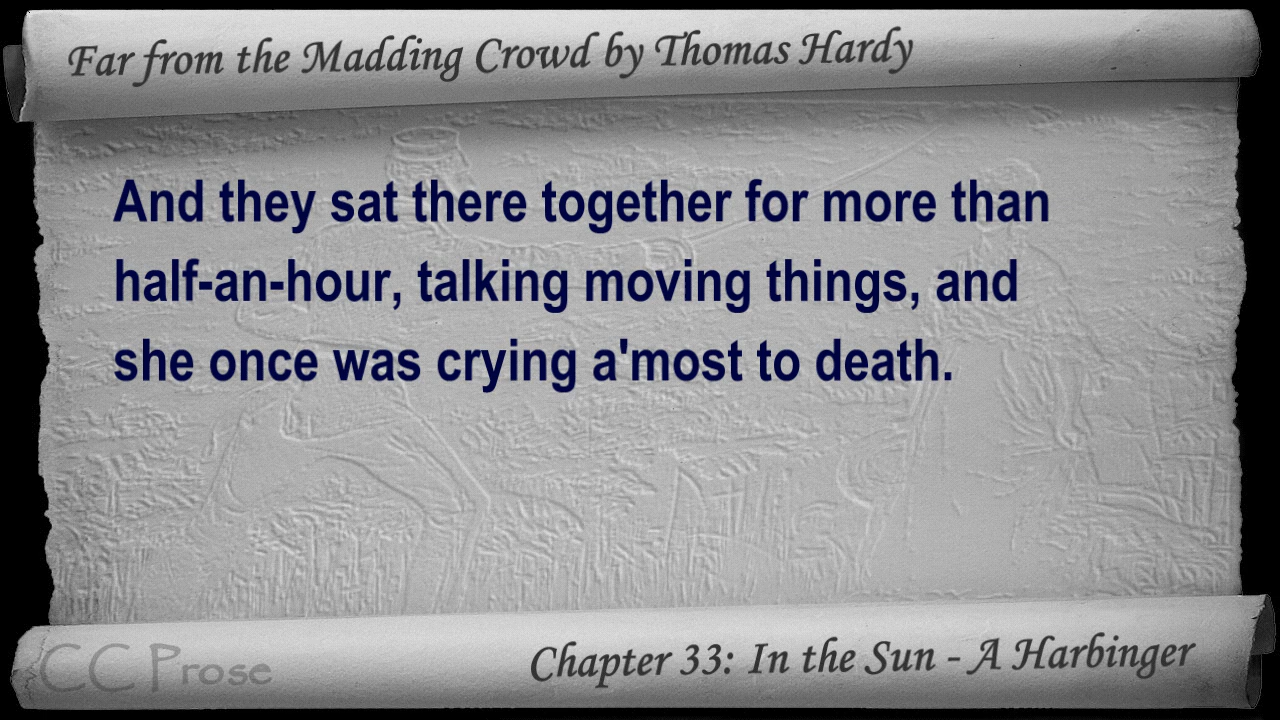 Far from the Madding Crowd by Thomas Hardy
And they sat there together for more than
half-an-hour, talking moving things, and
she once was crying a'most to death.
CC Prose
Chapter 33: In the Sun - A Harbinger